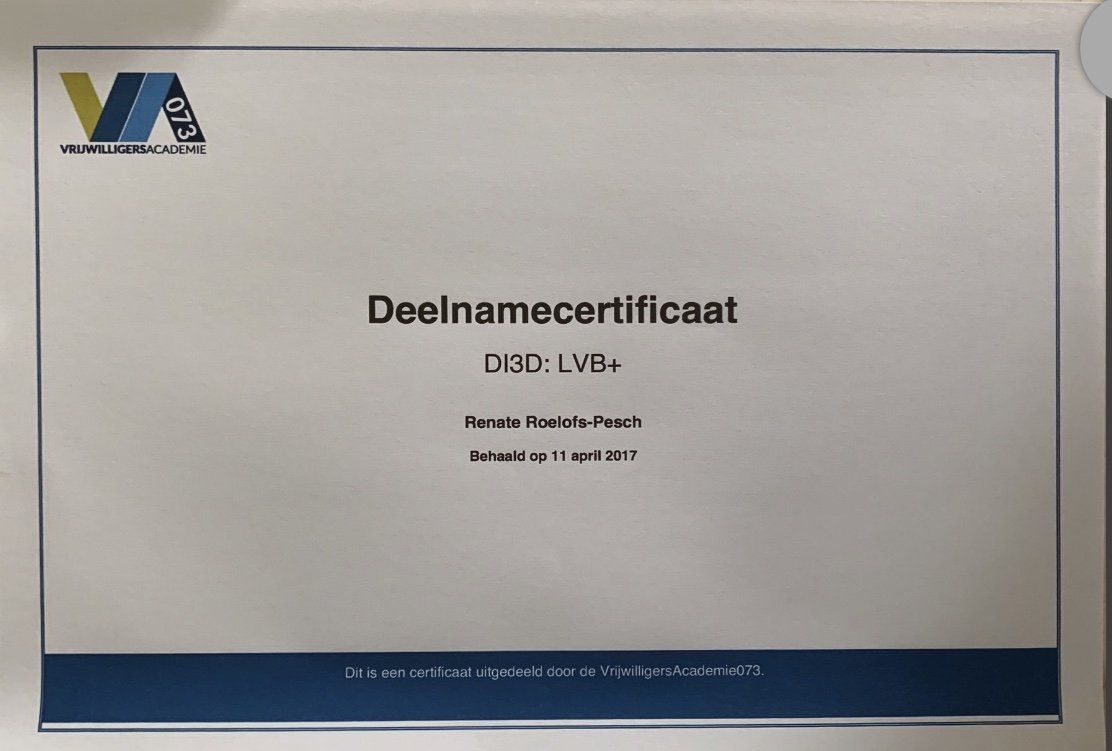 073
VRIJWILLIGERSACADEMIE
Deelnamecertificaat
DI3D: LVB+
Renate Roelofs-Pesch
Behaald op 11 april 2017
Dit is een certificaat uitgedeeld door de VrijwilligersAcademie073.